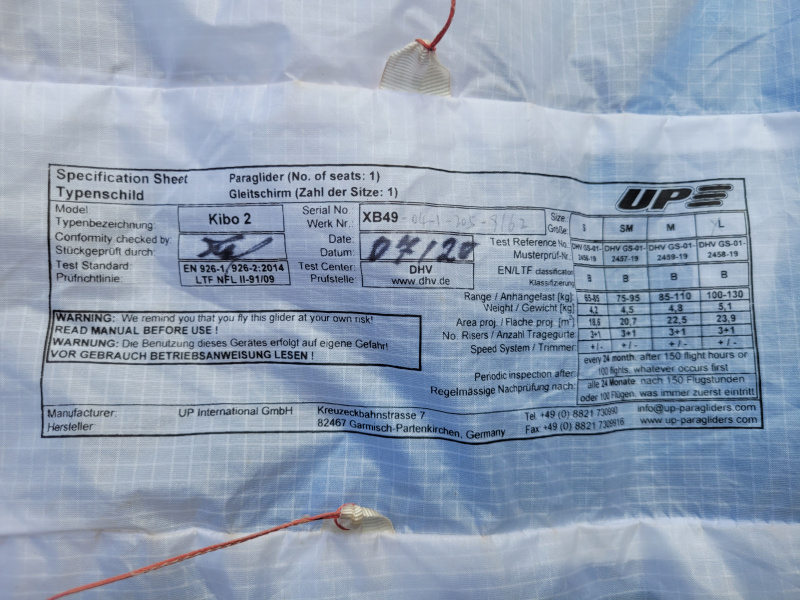 Specification Sheet Paraglider (No. of seats: 1)
Typenschild Gleitschirm (Zahl der Sitze: 1)
UP
Model Typenbezeichnung: Kibo 2
Serial No Werk Nr.: XB49
Size: Größe: S SM M L
Conformity checked by: Stückgeprüft durch:
Date: Datum: 07/20
Test Reference No. Musterprüf-Nr.: DHV GS-01-2458-19 DHV GS-01-2457-19 DHV GS-01-2459-19 DHV GS-01-2458-19
Test Standard: Prüfrichtlinie: EN 926-1, 926-2:2014 LTF NFL II-91/09
Test Center: Prüfstelle: DHV www.dhv.de
EN/LTF classification Klassifizierung B B B B
Range / Anhängelast [kg]: 65-85 75-95 85-110 100-130
Weight / Gewicht [kg]: 4,2 4,5 4,8 5,1
Area proj. / Fläche proj. [m²]: 18,8 20,7 22,5 23,9
No. Risers / Anzahl Tragegurte: 3+1 3+1 3+1 3+1
Speed System / Trimmer: +/- +/- +/- +/-
WARNING: We remind you that you fly this glider at your own risk!
READ MANUAL BEFORE USE !
WARNUNG: Die Benutzung dieses Gerätes erfolgt auf eigene Gefahr!
VOR GEBRAUCH BETRIEBSANWEISUNG LESEN !
Periodic inspection after: every 24 month, after 150 flight hours or
100 flights, whatever occurs first
Regelmässige Nachprüfung nach: alle 24 Monate, nach 150 Flugstunden
oder 100 Flügen, was immer zuerst eintritt
Manufacturer: UP International GmbH Kreuzeckbahnstrasse 7 Tel +49 (0) 8821 730990 info@up-paragliders.com
Hersteller: 82467 Garmisch-Partenkirchen, Germany Fax: +49 (0) 8821 7309916 www.up-paragliders.com